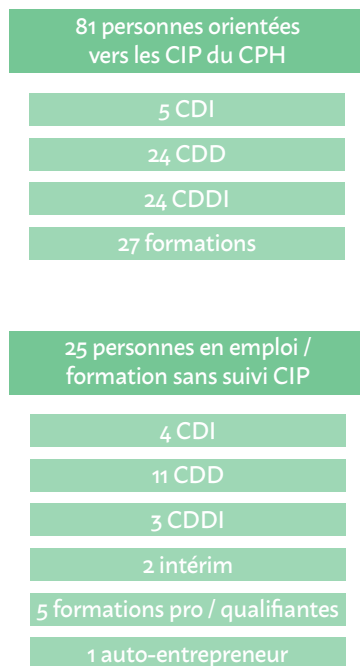 81 personnes orientées
vers les CIP du CPH
5 CDI
24 CDD
24 CDDI
27 formations
25 personnes en emploi /
formation sans suivi CIP
4 CDI
11 CDD
3 CDDI
2 intérim
5 formations pro / qualifiantes
1 auto-entrepreneur